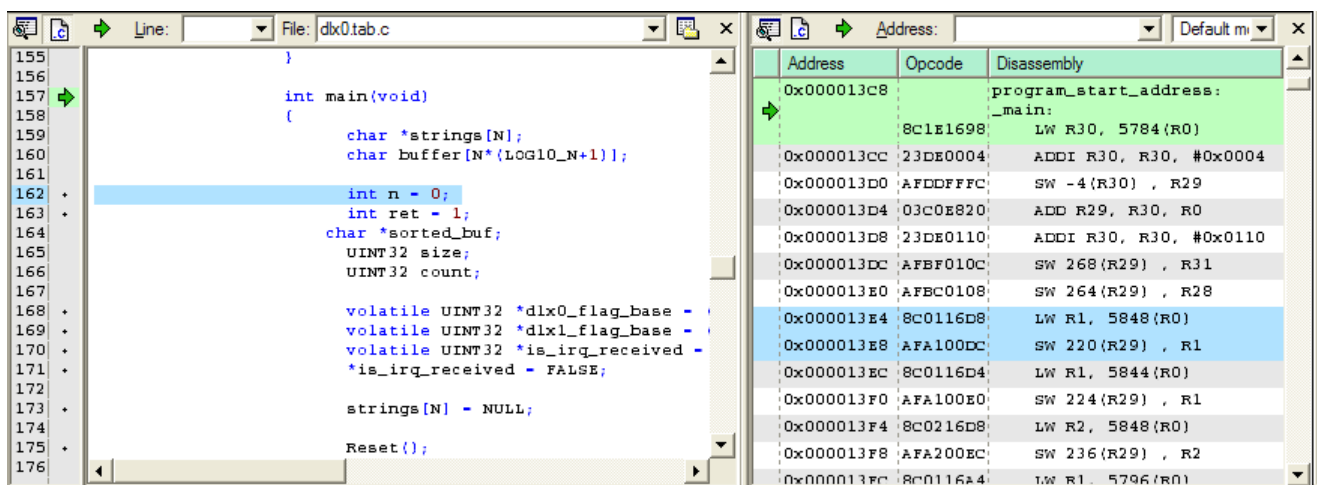 Line:
File: dlx0.tab.c
155 }
156
157 int main(void)
158 {
159 char *strings[N];
160 char buffer[N*(LOG10_N+1)];
161
162 int n = 0;
163 int ret = 1;
164 char *sorted_buf;
165 UINT32 size;
166 UINT32 count;
167
168 volatile UINT32 *dlx0_flag_base =
169 volatile UINT32 *dlx1_flag_base =
170 volatile UINT32 *is_irq_received =
171 *is_irq_received = FALSE;
172
173 strings[N] = NULL;
174
175 Reset();
176
Address:
Default m
Address Opcode Disassembly
0x000013C8 program_start_address:
_main:
8C1E1698 LW R30, 5784(R0)
0x000013CC 23DE0004 ADDI R30, R30, #0x0004
0x000013D0 AFDDFFFC SW -4(R30) , R29
0x000013D4 03C0E820 ADD R29, R30, R0
0x000013D8 23DE0110 ADDI R30, R30, #0x0110
0x000013DC AFBF010C SW 268(R29) , R31
0x000013E0 AFBC0108 SW 264(R29) , R28
0x000013E4 8C0116D8 LW R1, 5848(R0)
0x000013E8 AFA100DC SW 220(R29) , R1
0x000013EC 8C0116D4 LW R1, 5844(R0)
0x000013F0 AFA100E0 SW 224(R29) , R1
0x000013F4 8C0216D8 LW R2, 5848(R0)
0x000013F8 AFA200EC SW 236(R29) , R2
0x000013FC 8C0116A4 LW R1, 5796(R0)